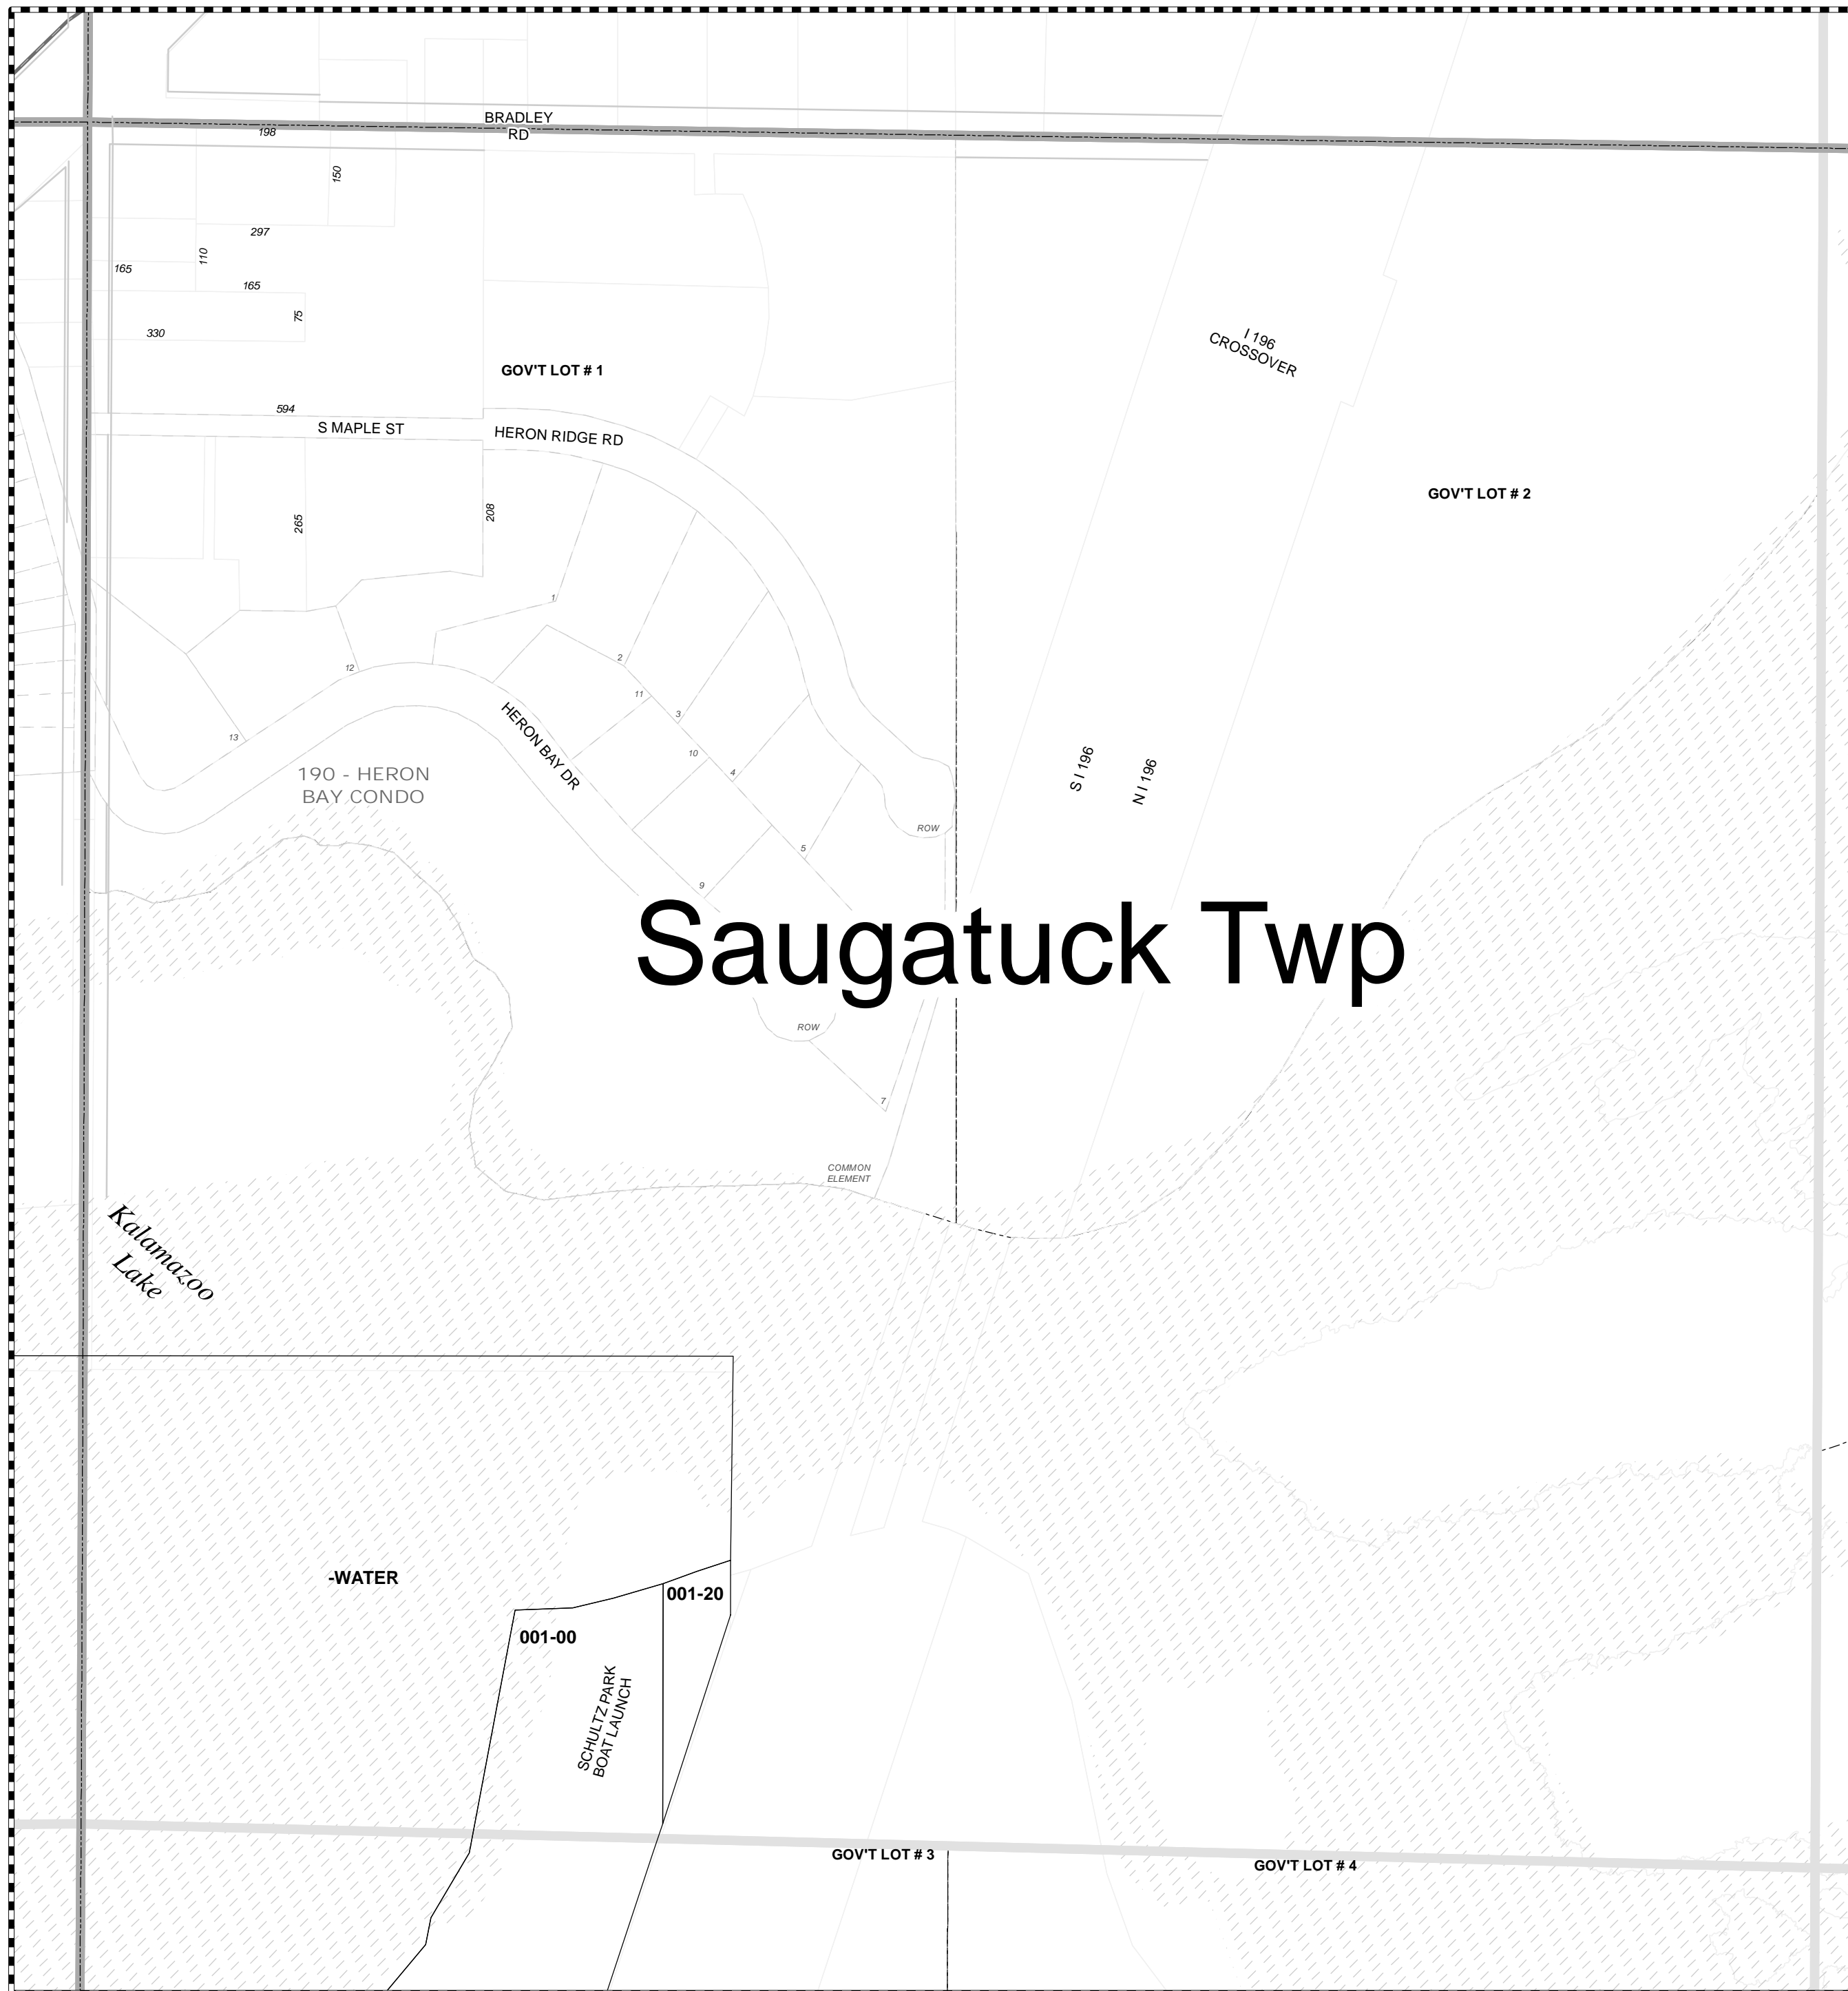 BRADLEY
RD
198
150
297
110
165
165
75
330
I 196
CROSSOVER
GOV'T LOT # 1
594
S MAPLE ST
HERON RIDGE RD
GOV'T LOT # 2
265
208
1
2
12
11
3
13
HERON BAY DR
10
4
190 - HERON
BAY CONDO
S I 196
N I 196
ROW
5
9
Saugatuck Twp
ROW
7
COMMON
ELEMENT
Kalamazoo
Lake
-WATER
001-20
001-00
SCHULTZ PARK
BOAT LAUNCH
GOV'T LOT # 3
GOV'T LOT # 4